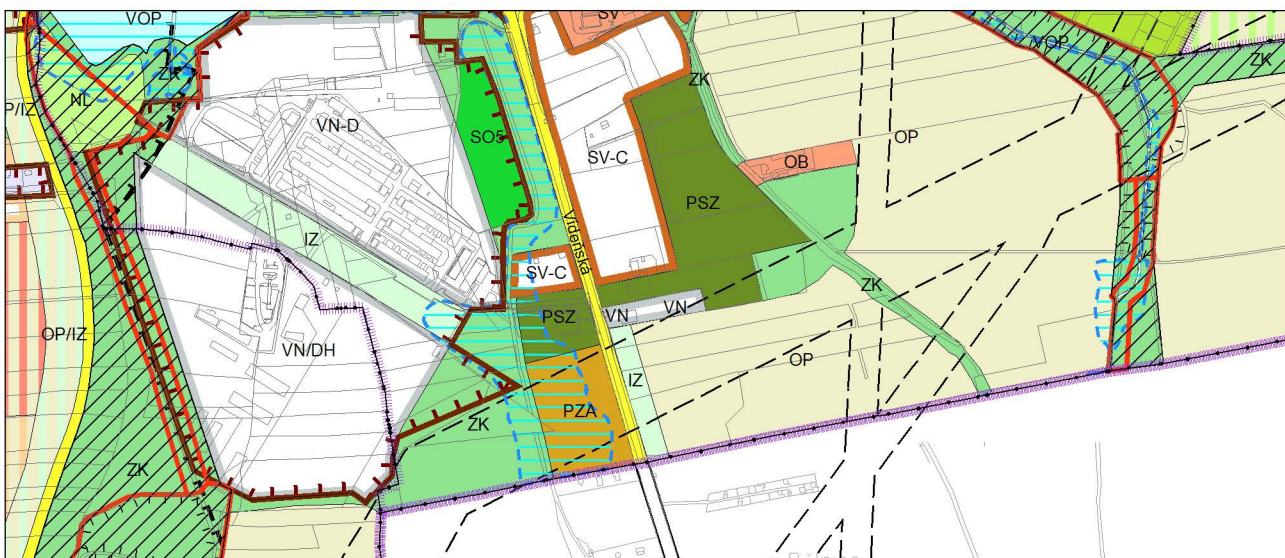 VOP
SV
VOP
ZK
ZK
ZK
NL
P/IZ
VN-D
SO5
SV-C
OB
OP
PSZ
IZ
Vídeňská
SV-C
ZK
OP/IZ
PSZ
VN
VN
VN/DH
OP
IZ
PZA
ZK
ZK